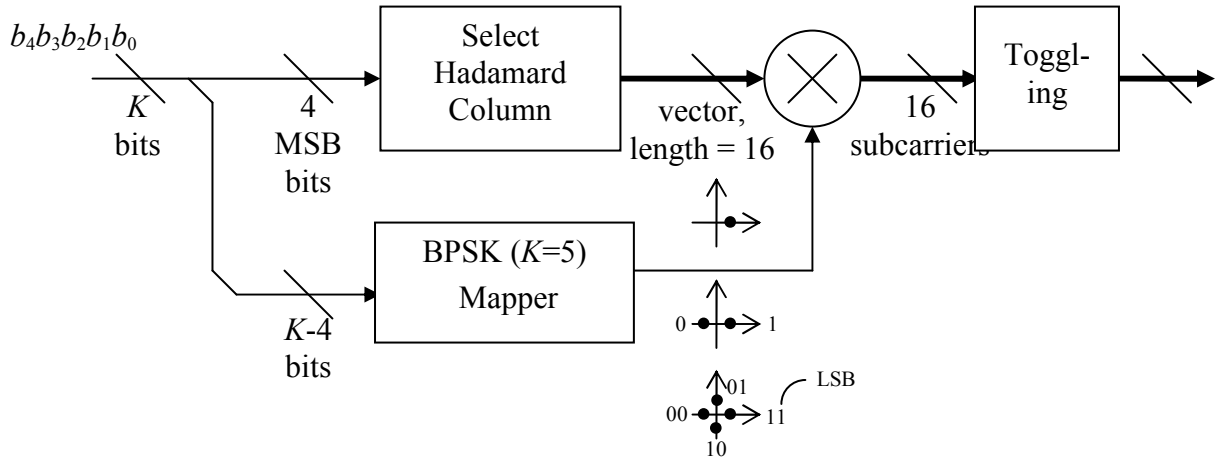 b₄b₃b₂b₁b₀
K
bits
4
MSB
bits
Select
Hadamard
Column
vector,
length = 16
16
subcarriers
Toggl-
ing
BPSK (K=5)
Mapper
K-4
bits
0 1
01
LSB
00 11
10